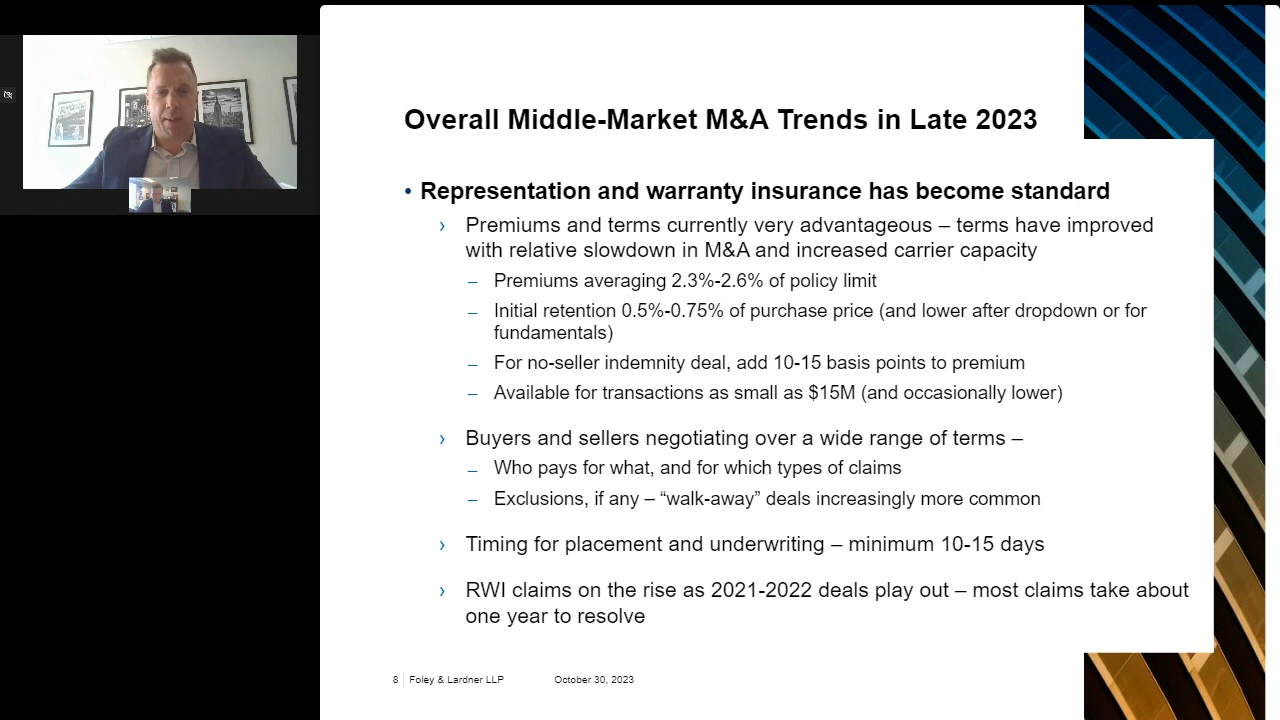 Overall Middle-Market M&A Trends in Late 2023
• Representation and warranty insurance has become standard
› Premiums and terms currently very advantageous – terms have improved
with relative slowdown in M&A and increased carrier capacity
– Premiums averaging 2.3%-2.6% of policy limit
– Initial retention 0.5%-0.75% of purchase price (and lower after dropdown or for
fundamentals)
– For no-seller indemnity deal, add 10-15 basis points to premium
– Available for transactions as small as $15M (and occasionally lower)
› Buyers and sellers negotiating over a wide range of terms –
– Who pays for what, and for which types of claims
– Exclusions, if any – “walk-away” deals increasingly more common
› Timing for placement and underwriting – minimum 10-15 days
› RWI claims on the rise as 2021-2022 deals play out – most claims take about
one year to resolve
8 | Foley & Lardner LLP October 30, 2023